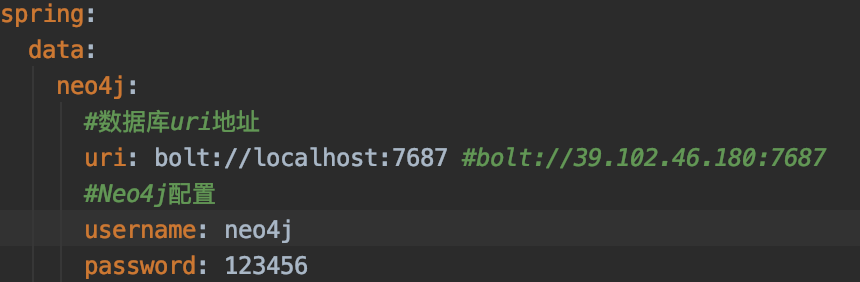 spring:
data:
neo4j:
#数据库uri地址
uri: bolt://localhost:7687 #bolt://39.102.46.180:7687
#Neo4j配置
username: neo4j
password: 123456